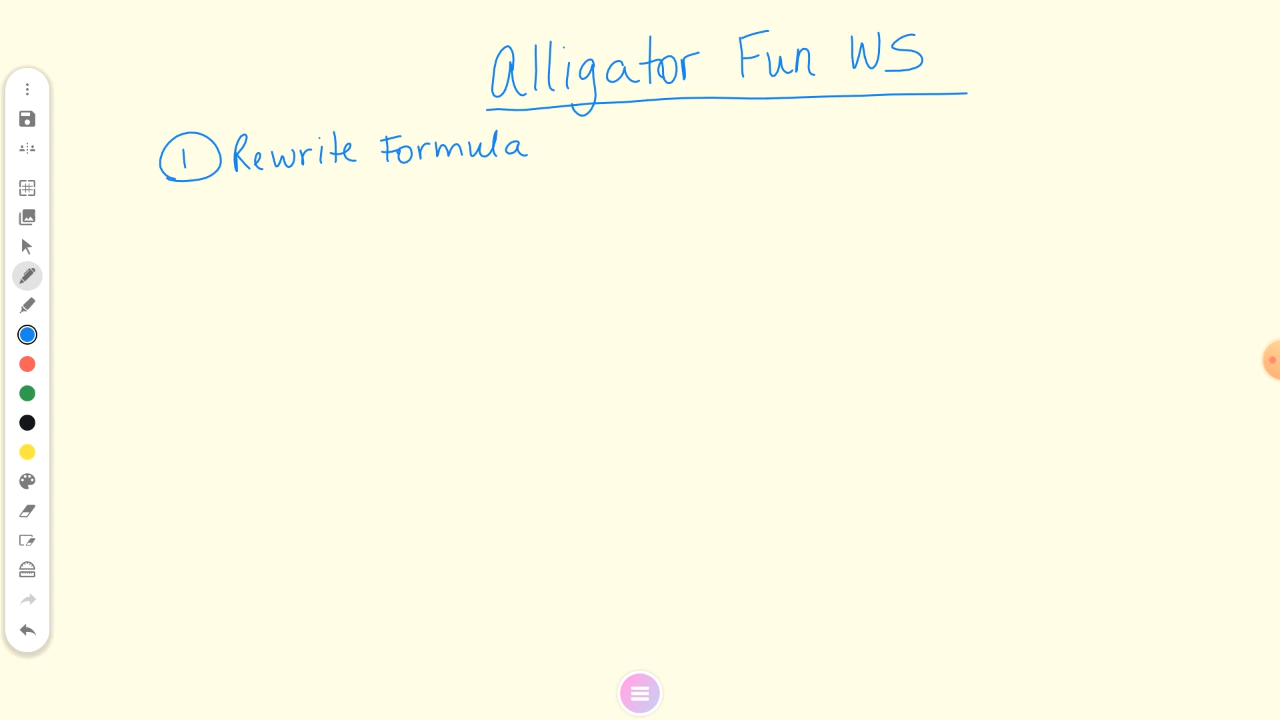 Alligator Fun WS
① Rewrite Formula